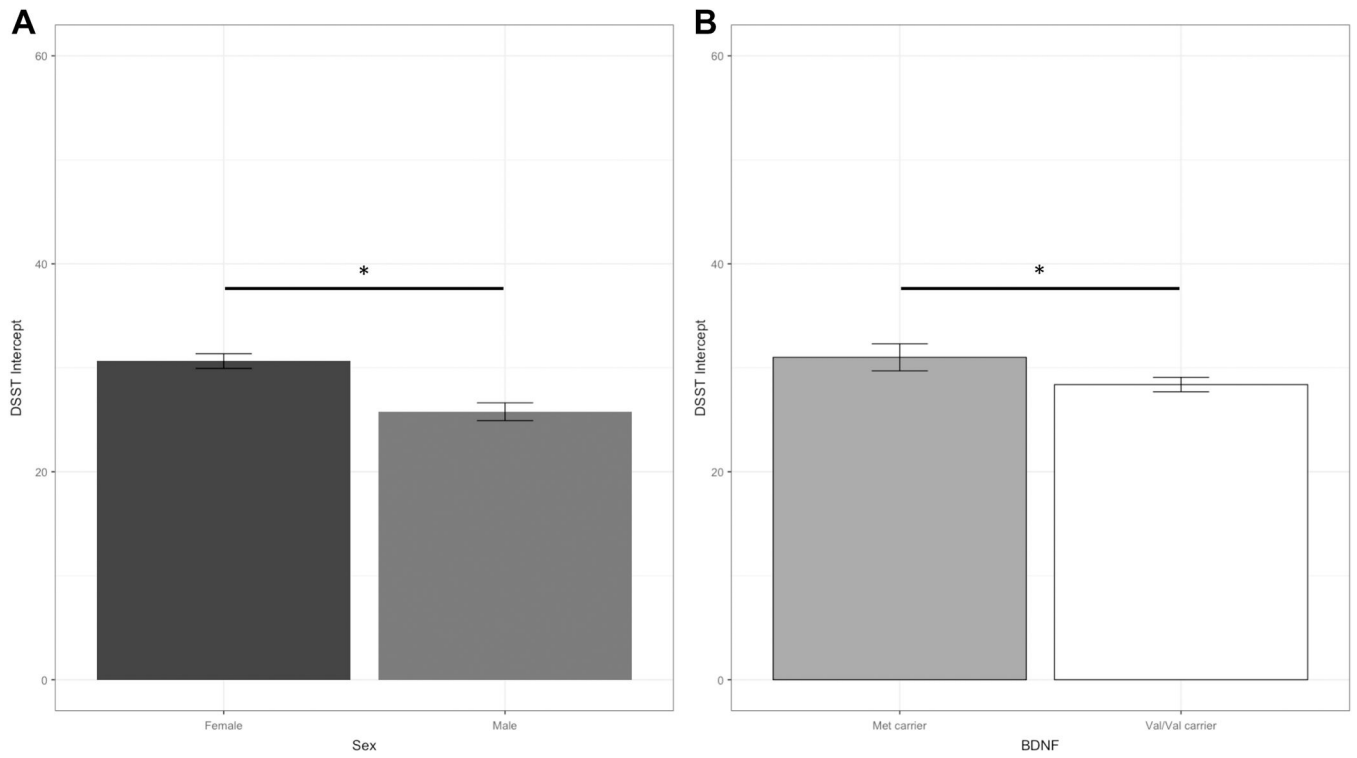 A
60
40
20
0
DSST Intercept
*
Female
Male
Sex
B
60
40
20
0
DSST Intercept
*
Met carrier
Val/Val carrier
BDNF